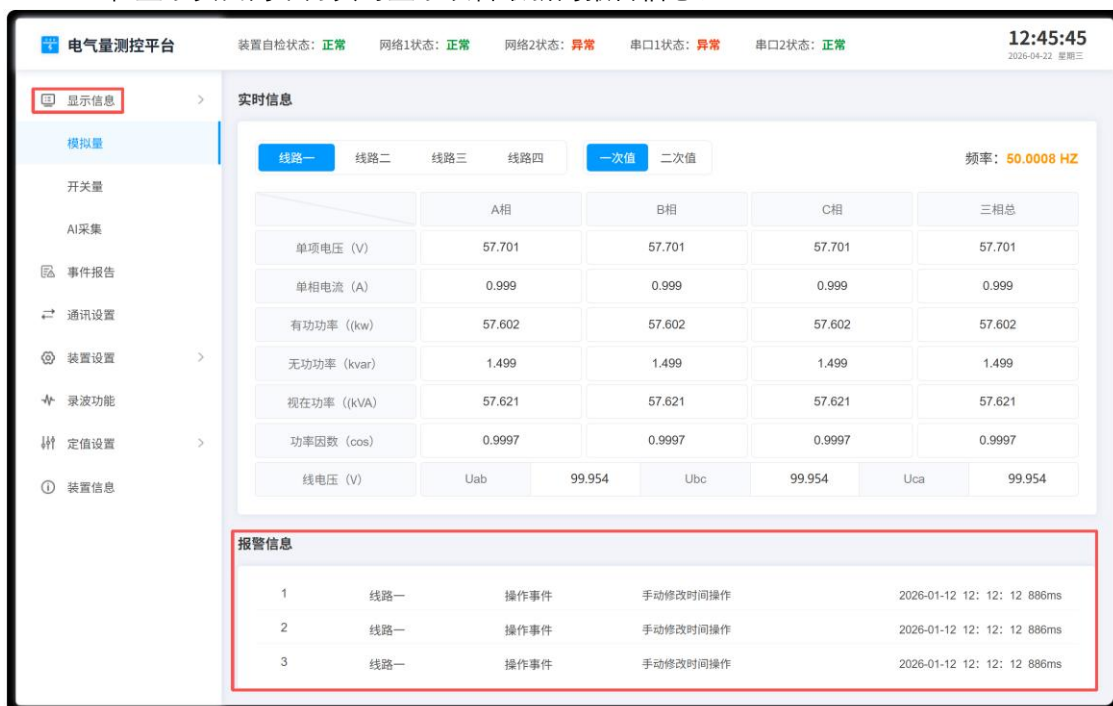 电气量测控平台 装置自检状态：正常 网络1状态：正常 网络2状态：异常 串口1状态：异常 串口2状态：正常 12:45:45
2026-04-22 星期三
显示信息
模拟量
开关量
AI采集
事件报告
通讯设置
装置设置
录波功能
定值设置
装置信息
实时信息
线路一 线路二 线路三 线路四 一次值 二次值 频率：50.0008 HZ
A相 B相 C相 三相总
单项电压（V） 57.701 57.701 57.701 57.701
单相电流（A） 0.999 0.999 0.999 0.999
有功功率（(kw） 57.602 57.602 57.602 57.602
无功功率（kvar） 1.499 1.499 1.499 1.499
视在功率（(kVA） 57.621 57.621 57.621 57.621
功率因数（cos） 0.9997 0.9997 0.9997 0.9997
线电压（V） Uab 99.954 Ubc 99.954 Uca 99.954
报警信息
1 线路一 操作事件 手动修改时间操作 2026-01-12 12：12：12 886ms
2 线路一 操作事件 手动修改时间操作 2026-01-12 12：12：12 886ms
3 线路一 操作事件 手动修改时间操作 2026-01-12 12：12：12 886ms